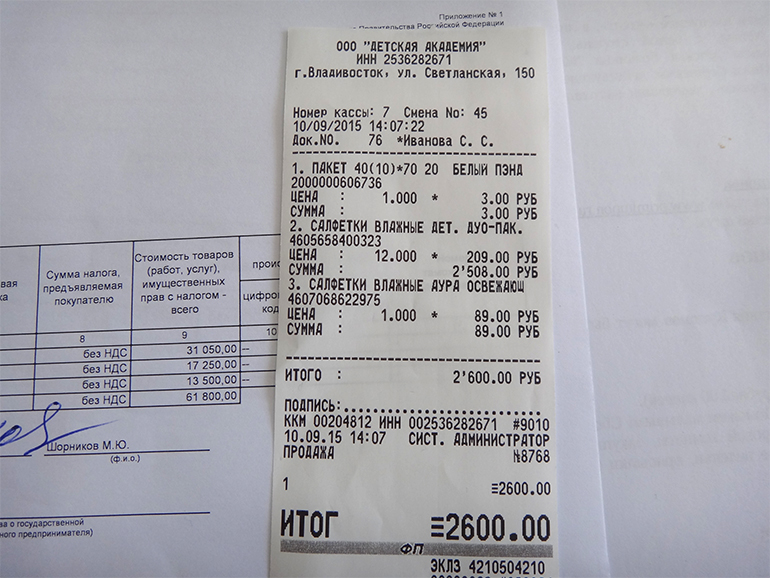 Приложение № 1
Правительства Российской Федерации
ООО "ДЕТСКАЯ АКАДЕМИЯ"
ИНН 2536282671
г.Владивосток, ул. Светланская, 150
Номер кассы: 7 Смена No: 45
10/09/2015 14:07:22
Док.NO. 76 *Иванова С. С.
1. ПАКЕТ 40(10)*70 20 БЕЛЫЙ ПЭНД
2000000606736
ЦЕНА : 1.000 * 3.00 РУБ
СУММА : 3.00 РУБ
2. САЛФЕТКИ ВЛАЖНЫЕ ДЕТ. ДУО-ПАК.
4605658400323
ЦЕНА : 12.000 * 209.00 РУБ
СУММА : 2'508.00 РУБ
3. САЛФЕТКИ ВЛАЖНЫЕ АУРА ОСВЕЖАЮЩ
4607068622975
ЦЕНА : 1.000 * 89.00 РУБ
СУММА : 89.00 РУБ
ИТОГО : 2'600.00 РУБ
ПОДПИСЬ:
ККМ 00204812 ИНН 002536282671 #9010
10.09.15 14:07 СИСТ. АДМИНИСТРАТОР
ПРОДАЖА №8768
1 ≡2600.00
ИТОГ ≡2600.00
ФП
ЭКЛЗ 4210504210
Сумма налога, предъявляемая покупателю
Стоимость товаров (работ, услуг), имущественных прав с налогом - всего
цифро
код
8 9 10
без НДС 31 050,00 --
без НДС 17 250,00 --
без НДС 13 500,00 --
без НДС 61 800,00
Шорников М.Ю.
(ф.и.о.)
о государственной
предпринимателя)